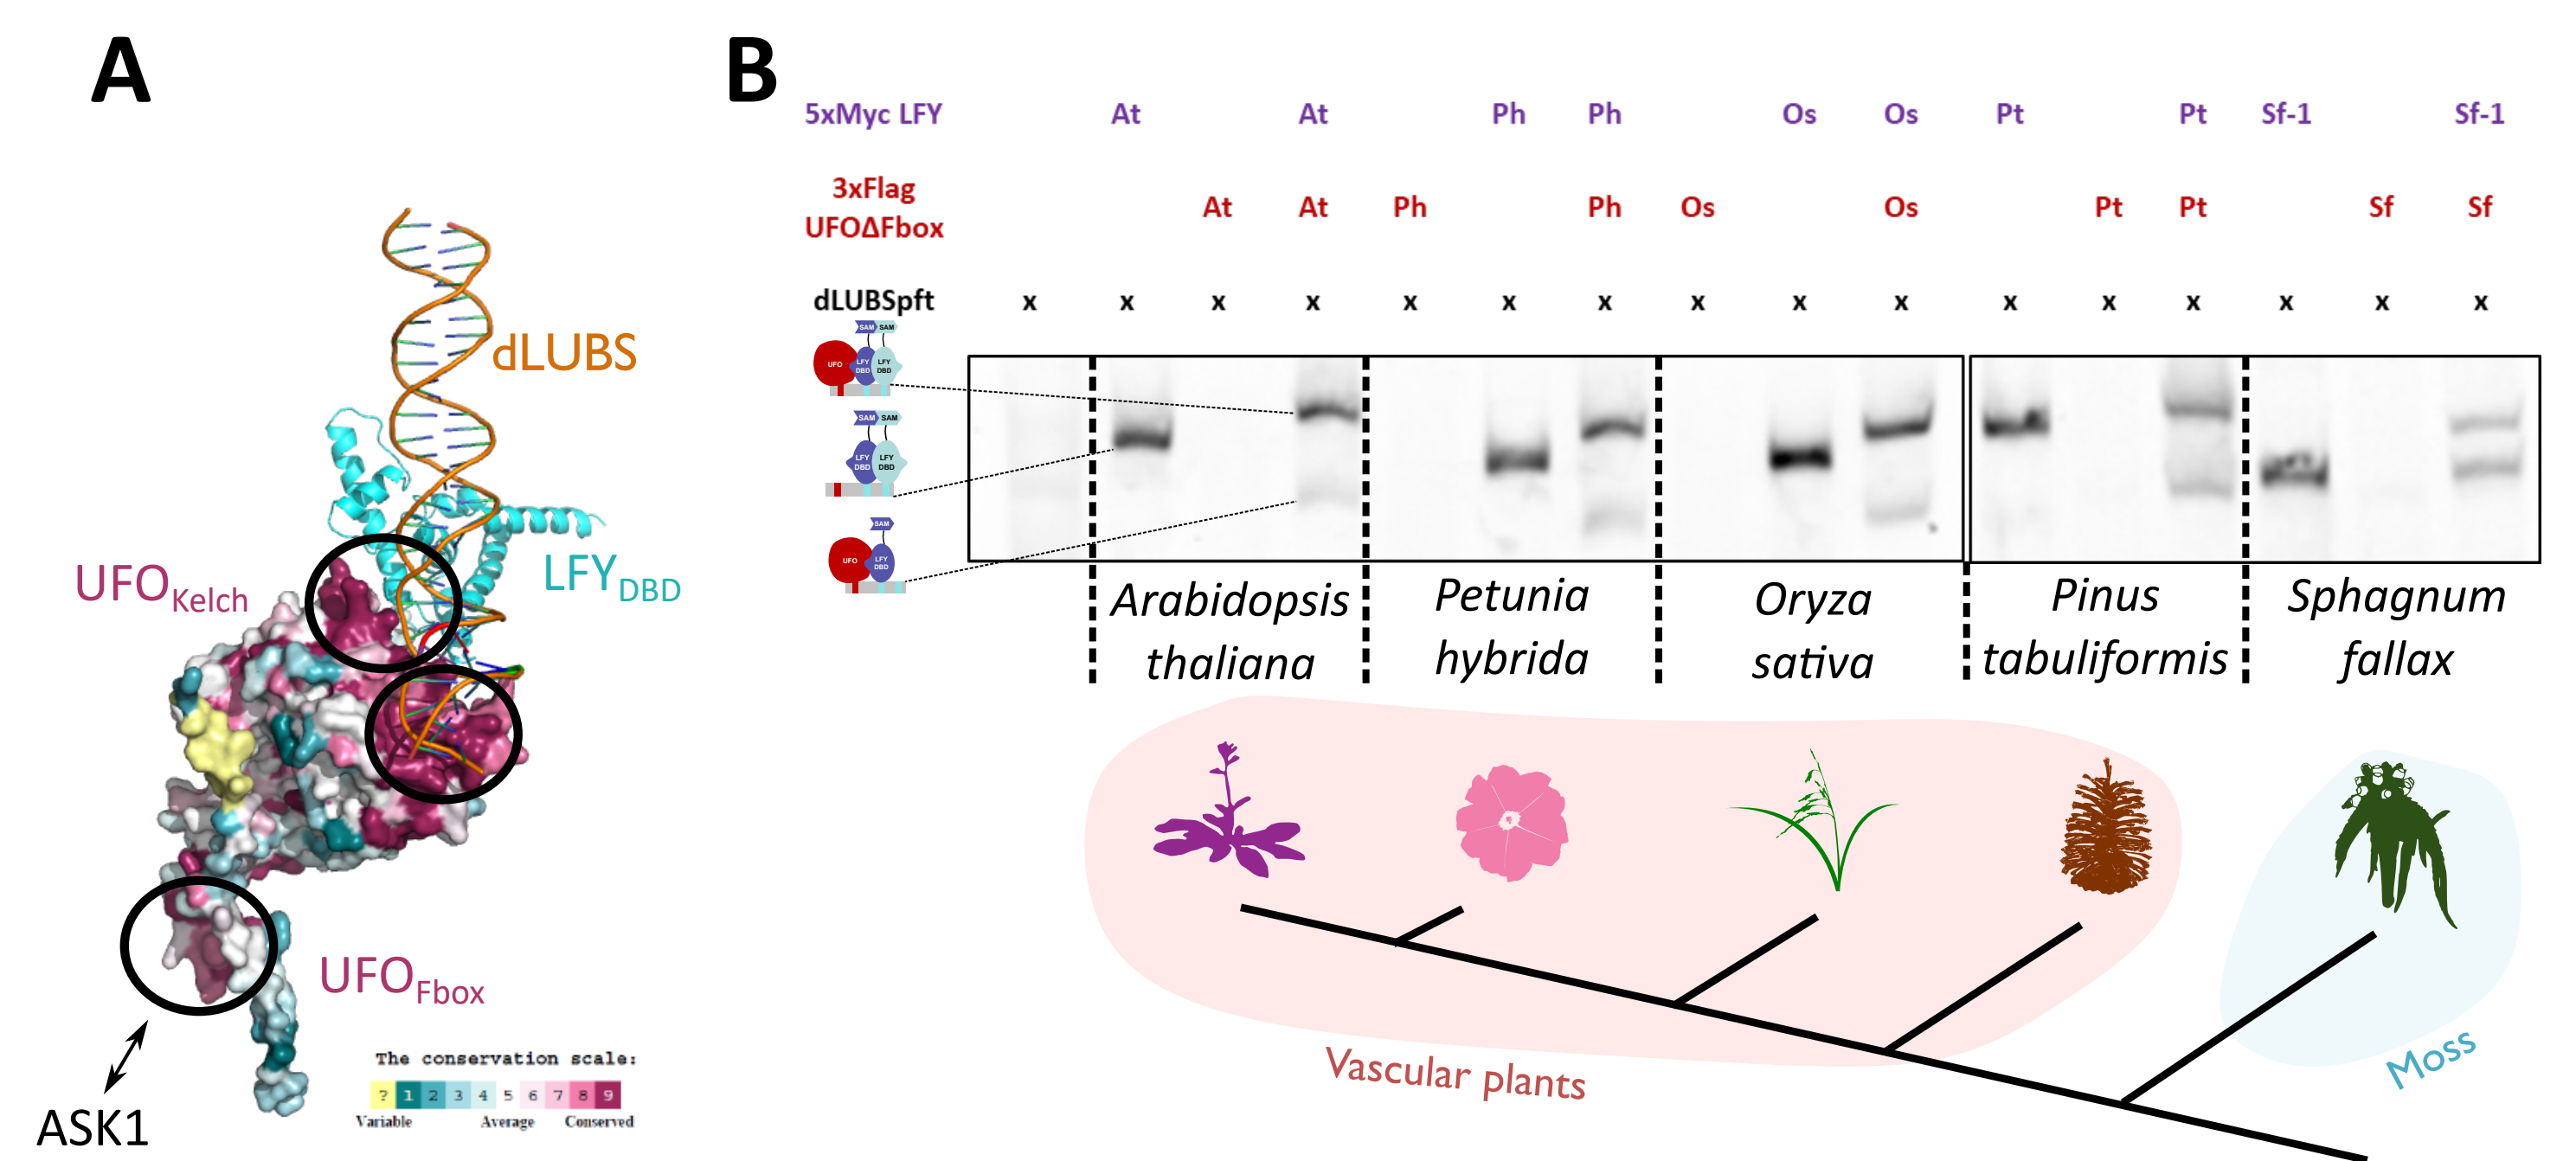 A
dLUBS
UFOKelch
LFYDBD
UFOFbox
ASK1
The conservation scale:
? 1 2 3 4 5 6 7 8 9
Variable Average Conserved
B
5xMyc LFY At At Ph Ph Os Os Pt Pt Sf-1 Sf-1
3xFlag
UFOΔFbox At At Ph Ph Os Os Pt Pt Sf Sf
dLUBSpft x x x x x x x x x x x x x x x x
SAM SAM
UFO LFY DBD LFY DBD
SAM SAM
LFY DBD LFY DBD
SAM
UFO LFY DBD
Arabidopsis
thaliana
Petunia
hybrida
Oryza
sativa
Pinus
tabuliformis
Sphagnum
fallax
Vascular plants
Moss